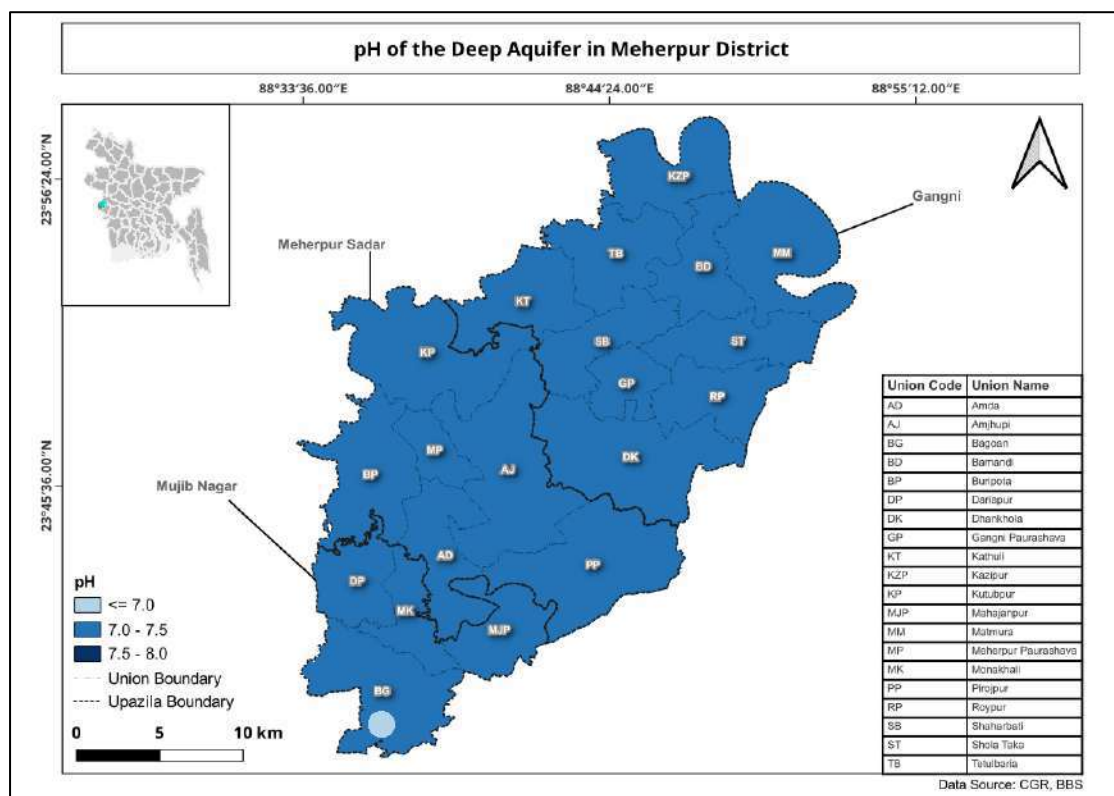 pH of the Deep Aquifer in Meherpur District
88°33′36.00″E 88°44′24.00″E 88°55′12.00″E
23°56′24.00″N
23°45′36.00″N
Gangni
Meherpur Sadar
Mujib Nagar
KZP
TB
BD
MM
KT
KP
SB
ST
GP
RP
MP
AJ
DK
BP
AD
PP
DP
MK
MJP
BG
pH
<= 7.0
7.0 - 7.5
7.5 - 8.0
Union Boundary
Upazila Boundary
0 5 10 km
Union Code Union Name
AD Amda
AJ Amjhupi
BG Bagoan
BD Bamandi
BP Buripota
DP Dariapur
DK Dhankhola
GP Gangni Paurashava
KT Kathuli
KZP Kazipur
KP Kutubpur
MJP Mahajanpur
MM Matmura
MP Meherpur Paurashava
MK Monakhali
PP Pirojpur
RP Roypur
SB Shaharbati
ST Shola Taka
TB Tetulbaria
Data Source: CGR, BBS